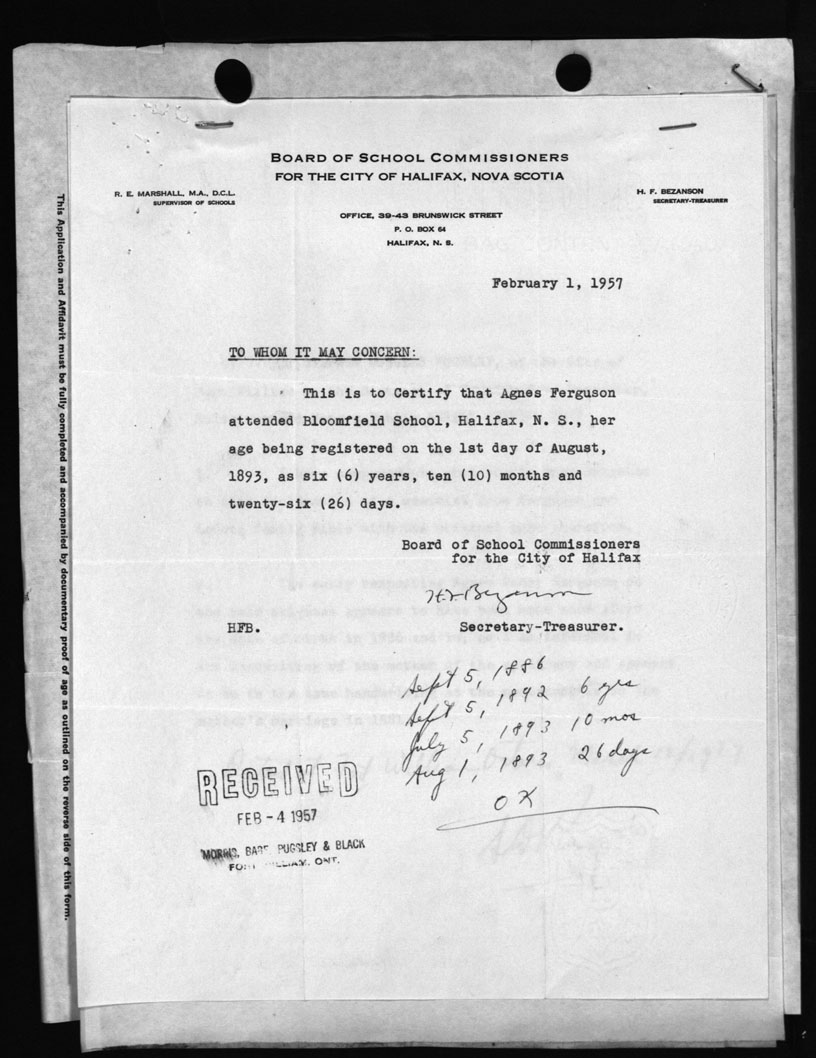 BOARD OF SCHOOL COMMISSIONERS
FOR THE CITY OF HALIFAX, NOVA SCOTIA
R. E. MARSHALL, M.A., D.C.L.
SUPERVISOR OF SCHOOLS
H. F. BEZANSON
SECRETARY-TREASURER
OFFICE, 39-43 BRUNSWICK STREET
P. O. BOX 64
HALIFAX, N. S.
February 1, 1957
TO WHOM IT MAY CONCERN:
This is to Certify that Agnes Ferguson
attended Bloomfield School, Halifax, N. S., her
age being registered on the 1st day of August,
1893, as six (6) years, ten (10) months and
twenty-six (26) days.
Board of School Commissioners
for the City of Halifax
H.F. Bezanson
HFB. Secretary-Treasurer.
Sept 5, 1886
Sept 5, 1892 6 yrs
July 5, 1893 10 mos
Aug 1, 1893 26 days
OK
RECEIVED
FEB - 4 1957
MORRIS, BABE, PUGSLEY & BLACK
FORT WILLIAM, ONT.
This Application and Affidavit must be fully completed and accompanied by documentary proof of age as outlined on the reverse side of this form.